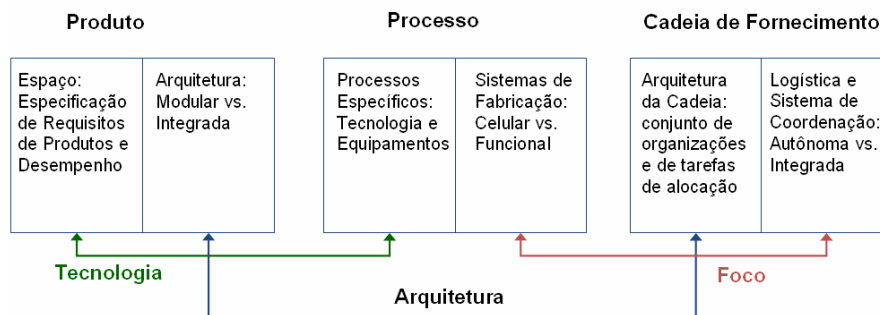 Produto
Processo
Cadeia de Fornecimento
Espaço:
Especificação
de Requisitos
de Produtos e
Desempenho
Arquitetura:
Modular vs.
Integrada
Processos
Específicos:
Tecnologia e
Equipamentos
Sistemas de
Fabricação:
Celular vs.
Funcional
Arquitetura
da Cadeia:
conjunto de
organizações
e de tarefas
de alocação
Logística e
Sistema de
Coordenação:
Autônoma vs.
Integrada
Tecnologia
Foco
Arquitetura